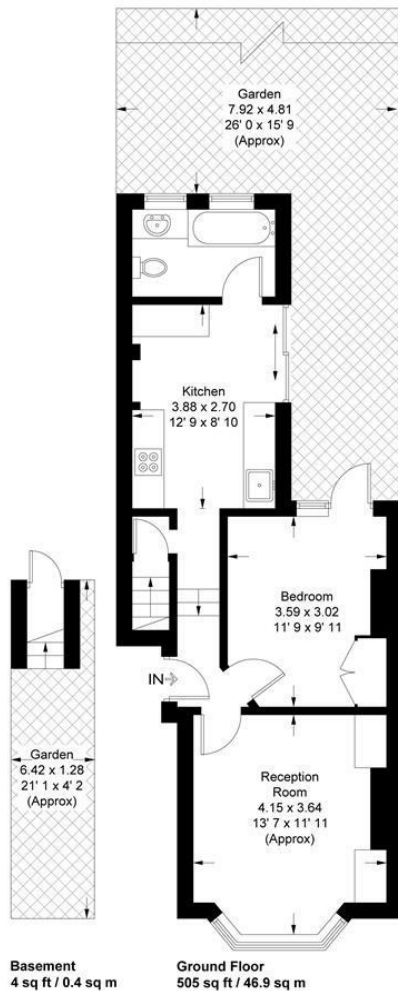 Garden
7.92 x 4.81
26' 0 x 15' 9
(Approx)
Kitchen
3.88 x 2.70
12' 9 x 8' 10
Bedroom
3.59 x 3.02
11' 9 x 9' 11
IN
Garden
6.42 x 1.28
21' 1 x 4' 2
(Approx)
Reception
Room
4.15 x 3.64
13' 7 x 11' 11
(Approx)
Basement
4 sq ft / 0.4 sq m
Ground Floor
505 sq ft / 46.9 sq m